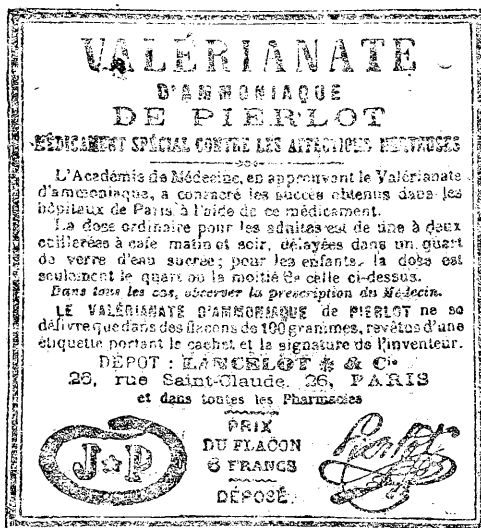 VALÉRIANATE
D'AMMONIAQUE
DE PIERLOT
MÉDICAMENT SPÉCIAL CONTRE LES AFFECTIONS NERVEUSES
L'Académie de Médecine, en approuvant le Valérianate
d'ammoniaque, a consacré les succès obtenus dans les
hôpitaux de Paris à l'aide de ce médicament.
La dose ordinaire pour les adultes est de une à deux
cuillerées à café matin et soir, délayées dans un quart
de verre d'eau sucrée; pour les enfants, la dose est
seulement le quart ou la moitié de celle ci-dessus.
Dans tous les cas, observer la prescription du Médecin.
LE VALÉRIANATE D'AMMONIAQUE de PIERLOT ne se
délivre que dans des flacons de 100 grammes, revêtus d'une
étiquette portant le cachet et la signature de l'inventeur.
DÉPOT : LANCELOT & Cie
26, rue Saint-Claude, 26, PARIS
et dans toutes les Pharmacies
J P
PRIX
DU FLACON
6 FRANCS
DÉPOSÉ
Pierlot